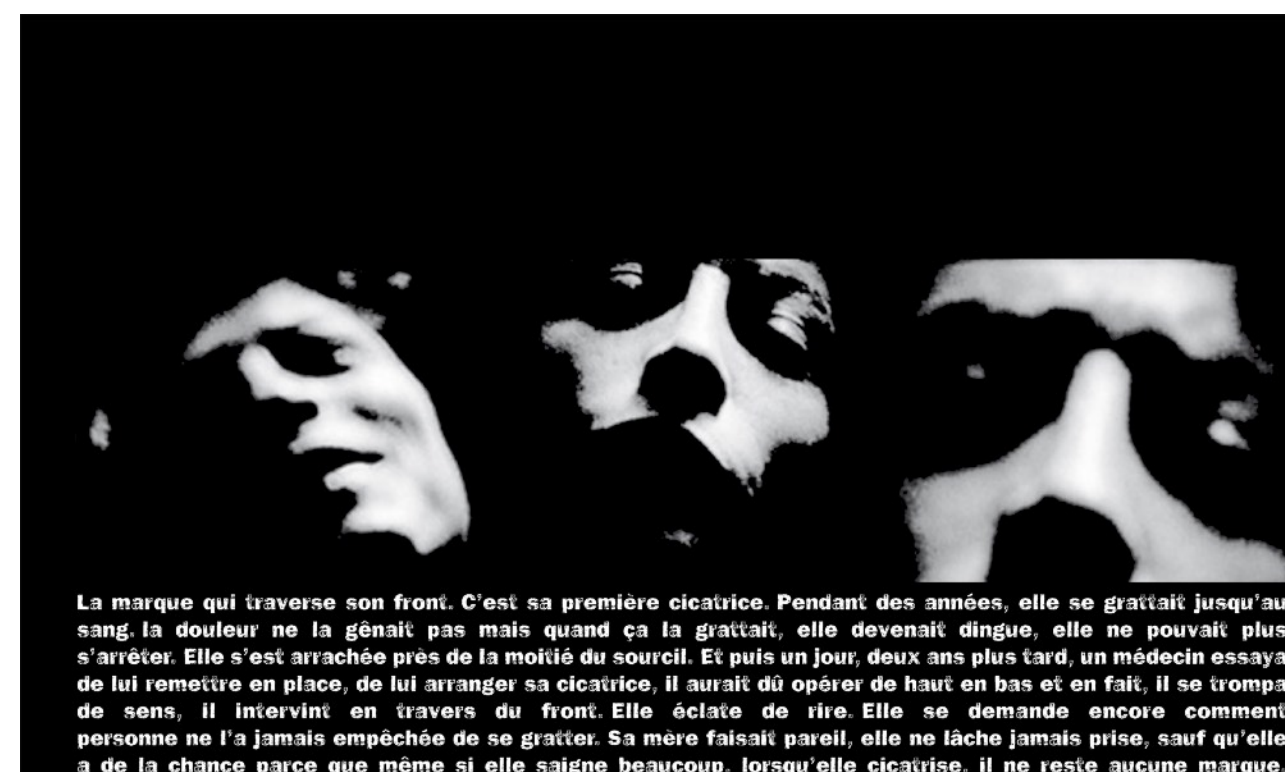 La marque qui traverse son front. C'est sa première cicatrice. Pendant des années, elle se grattait jusqu'au
sang. la douleur ne la gênait pas mais quand ça la grattait, elle devenait dingue, elle ne pouvait plus
s'arrêter. Elle s'est arrachée près de la moitié du sourcil. Et puis un jour, deux ans plus tard, un médecin essaya
de lui remettre en place, de lui arranger sa cicatrice, il aurait dû opérer de haut en bas et en fait, il se trompa
de sens, il intervint en travers du front. Elle éclate de rire. Elle se demande encore comment
personne ne l'a jamais empêchée de se gratter. Sa mère faisait pareil, elle ne lâche jamais prise, sauf qu'elle
a de la chance parce que même si elle saigne beaucoup, lorsqu'elle cicatrise, il ne reste aucune marque.